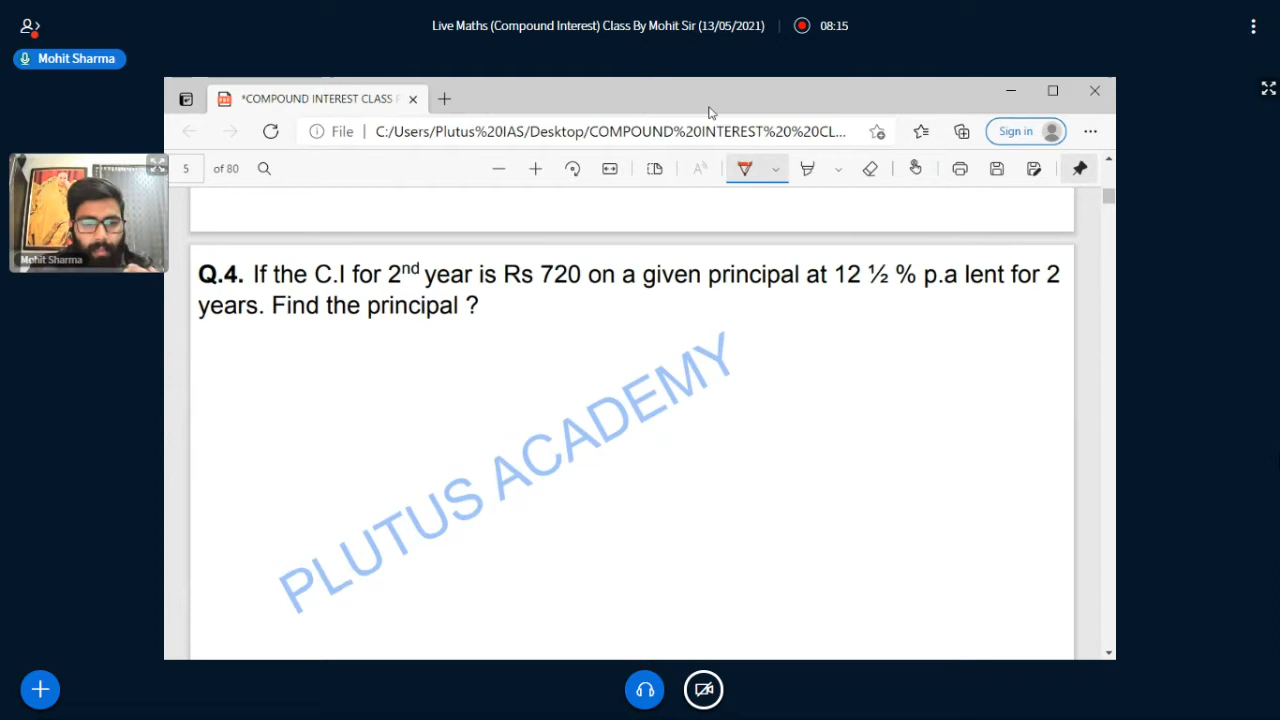 Live Maths (Compound Interest) Class By Mohit Sir (13/05/2021)
08:15
Mohit Sharma
*COMPOUND INTEREST CLASS P
File
C:/Users/Plutus%20IAS/Desktop/COMPOUND%20INTEREST%20%20CL...
Sign in
5 of 80
Mohit Sharma
Q.4. If the C.I for 2nd year is Rs 720 on a given principal at 12 ½ % p.a lent for 2
years. Find the principal ?
PLUTUS ACADEMY